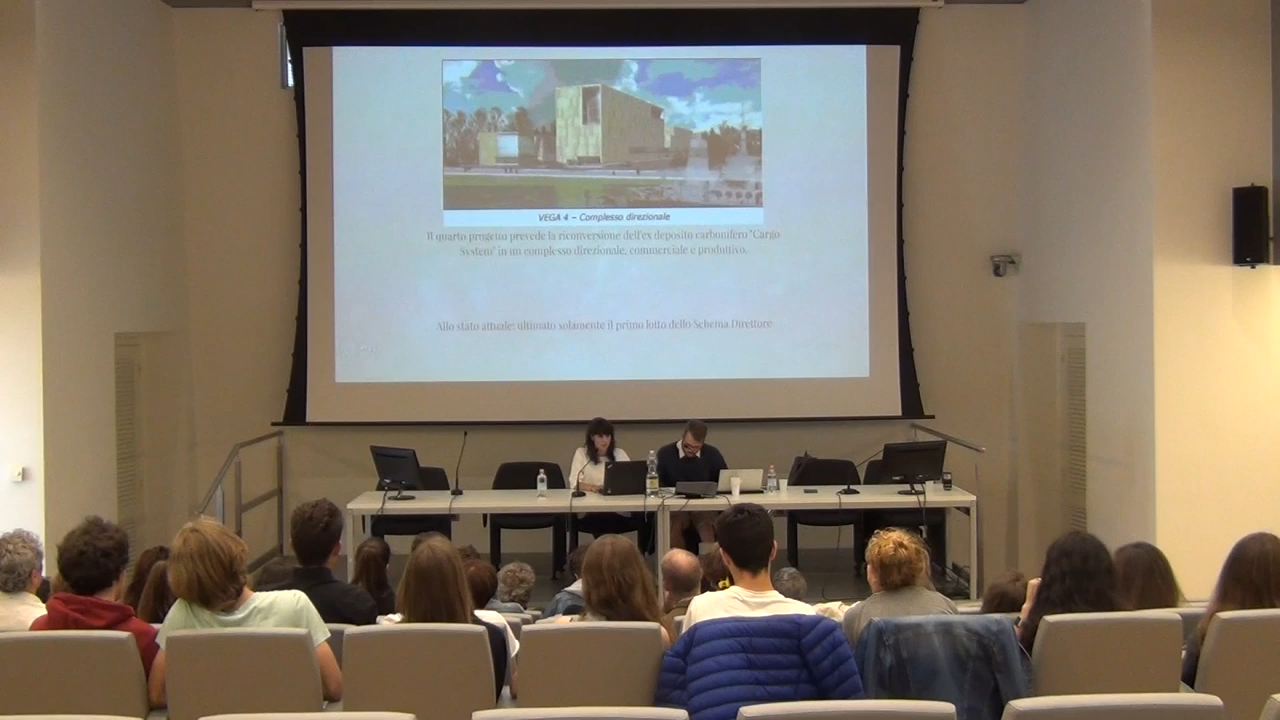 VEGA 4 – Complesso direzionale
Il quarto progetto prevede la riconversione dell'ex deposito carbonifero "Cargo
System" in un complesso direzionale, commerciale e produttivo.
Allo stato attuale: ultimato solamente il primo lotto dello Schema Direttore